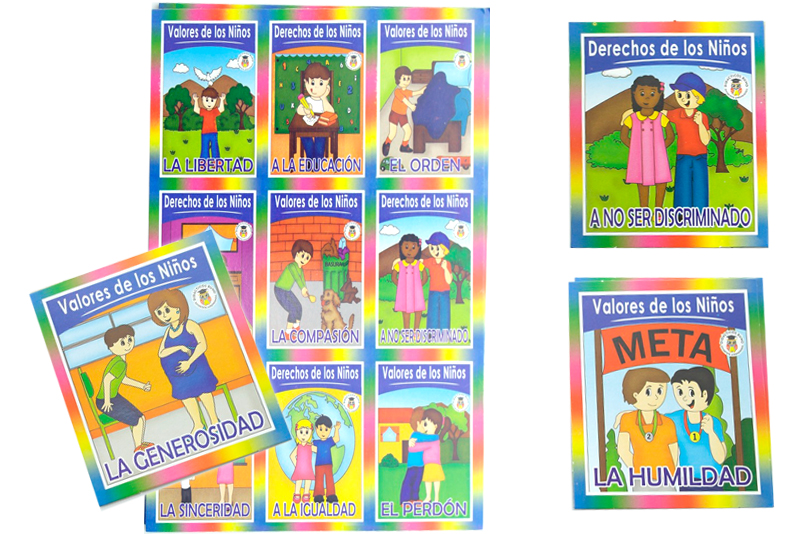 Valores de los Niños
LA LIBERTAD
Derechos de los Niños
A LA EDUCACIÓN
Valores de los Niños
EL ORDEN
Derechos de los Niños
Valores de los Niños
BASURA
LA COMPASIÓN
Derechos de los Niños
A NO SER DISCRIMINADO
LA SINCERIDAD
Derechos de los Niños
A LA IGUALDAD
Valores de los Niños
EL PERDÓN
Valores de los Niños
LA GENEROSIDAD
Derechos de los Niños
A NO SER DISCRIMINADO
Valores de los Niños
META
2
1
LA HUMILDAD